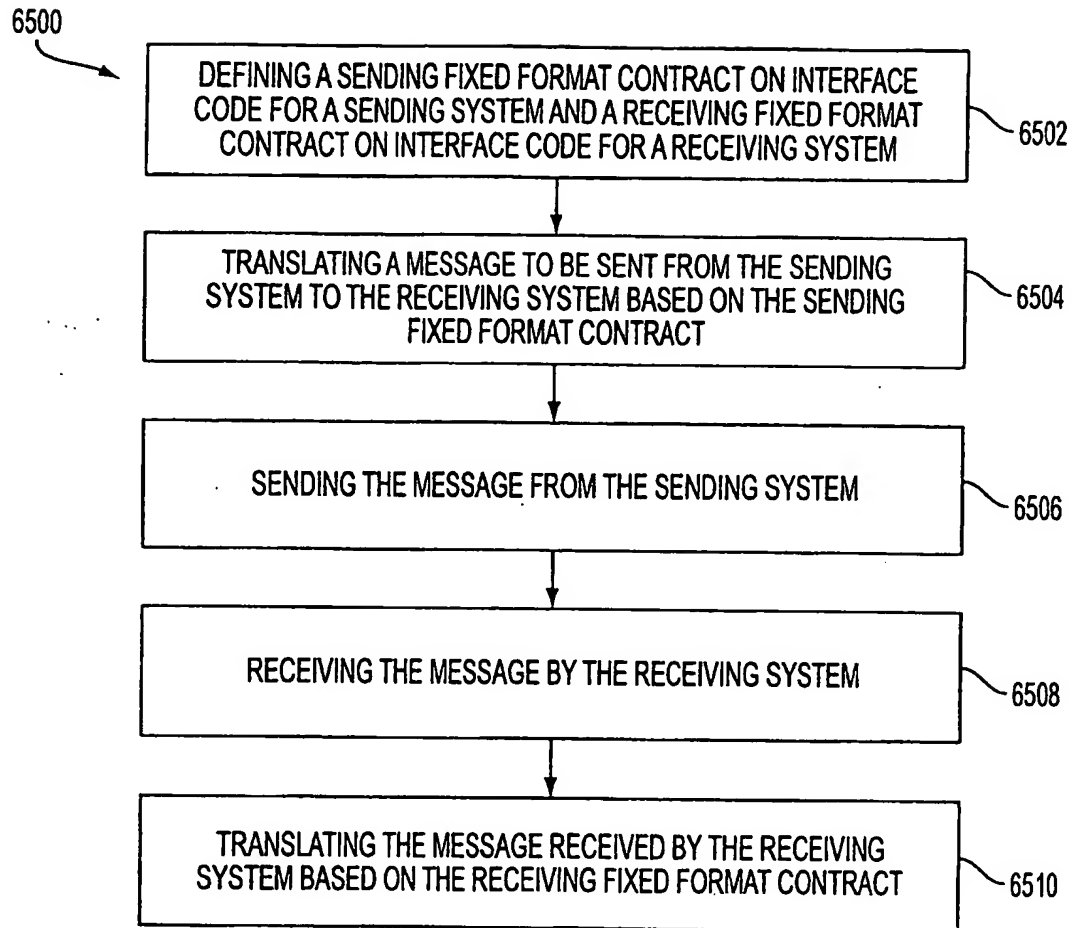 6500
DEFINING A SENDING FIXED FORMAT CONTRACT ON INTERFACE
CODE FOR A SENDING SYSTEM AND A RECEIVING FIXED FORMAT
CONTRACT ON INTERFACE CODE FOR A RECEIVING SYSTEM
6502
TRANSLATING A MESSAGE TO BE SENT FROM THE SENDING
SYSTEM TO THE RECEIVING SYSTEM BASED ON THE SENDING
FIXED FORMAT CONTRACT
6504
SENDING THE MESSAGE FROM THE SENDING SYSTEM
6506
RECEIVING THE MESSAGE BY THE RECEIVING SYSTEM
6508
TRANSLATING THE MESSAGE RECEIVED BY THE RECEIVING
SYSTEM BASED ON THE RECEIVING FIXED FORMAT CONTRACT
6510